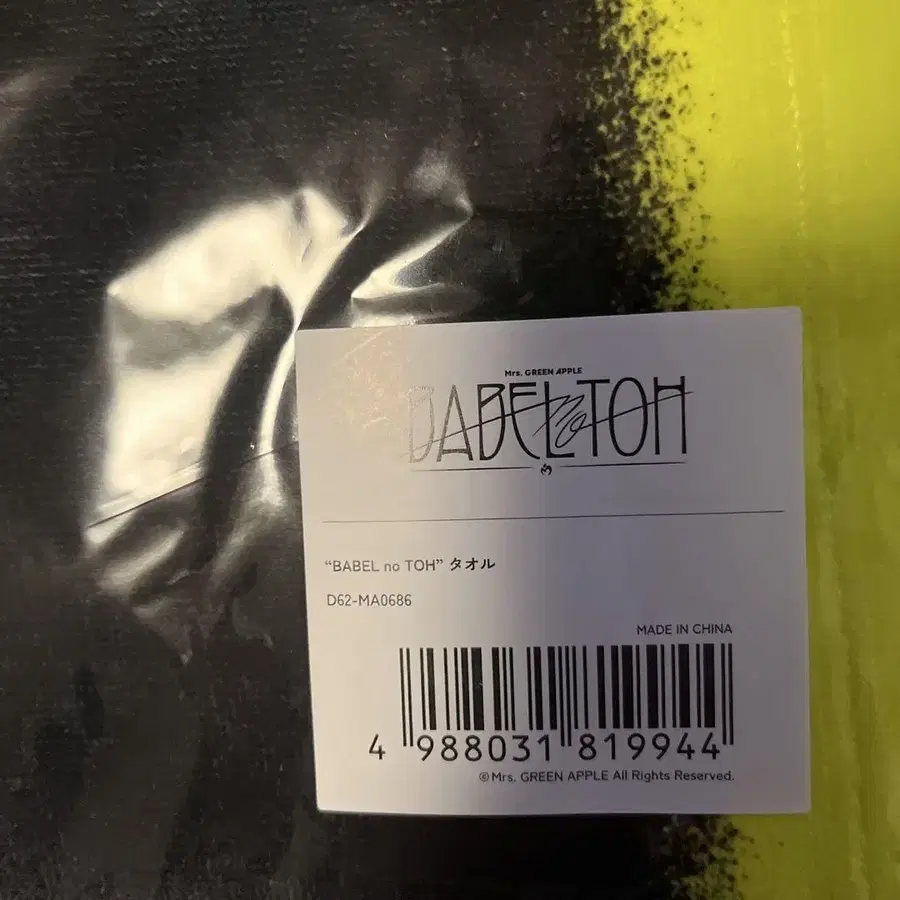 Mrs. GREEN APPLE
BABEL no TOH
“BABEL no TOH” タオル
D62-MA0686
MADE IN CHINA
4 988031 819944
©Mrs. GREEN APPLE All Rights Reserved.